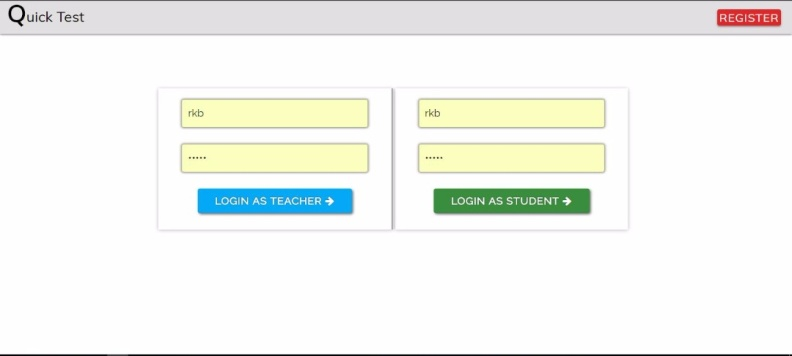 Quick Test
REGISTER
rkb
•••••
LOGIN AS TEACHER →
rkb
•••••
LOGIN AS STUDENT →